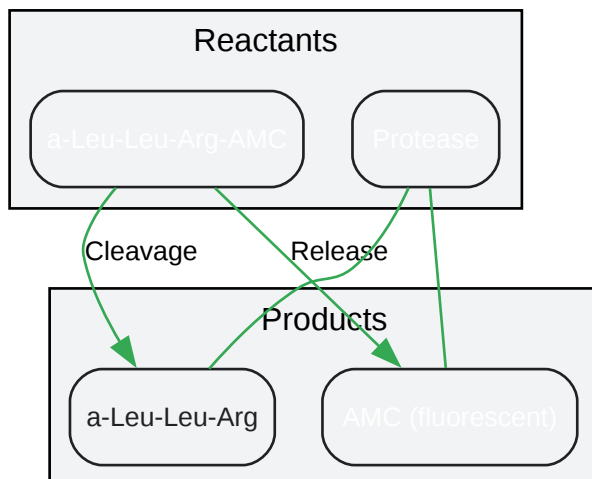 Reactants
a-Leu-Leu-Arg-AMC
Protease
Cleavage
Release
Products
a-Leu-Leu-Arg
AMC (fluorescent)